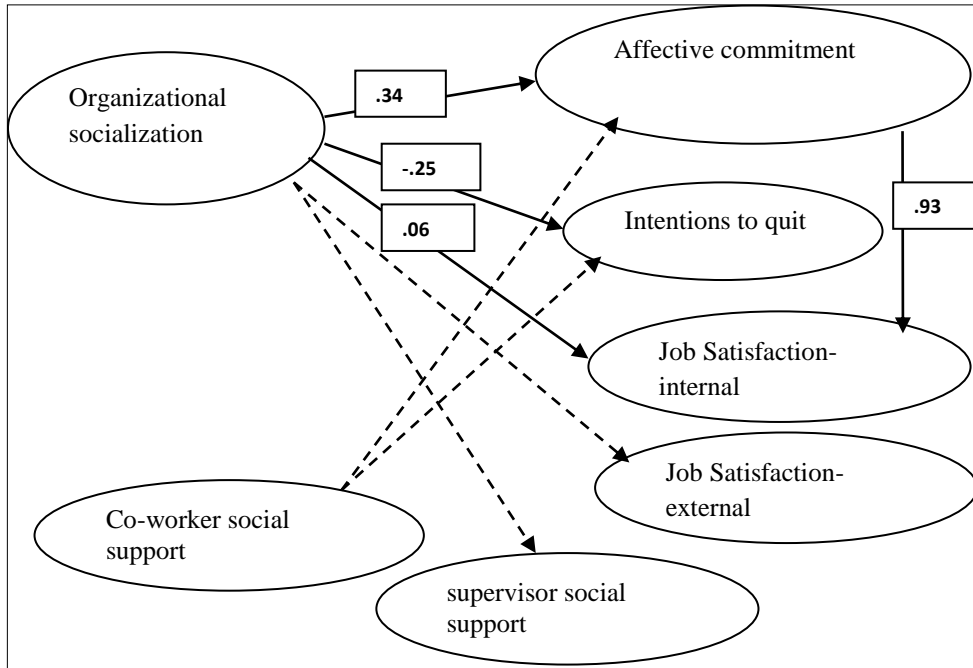 Affective commitment
Organizational
socialization
.34
-.25
.06
Intentions to quit
.93
Job Satisfaction-
internal
Job Satisfaction-
external
Co-worker social
support
supervisor social
support